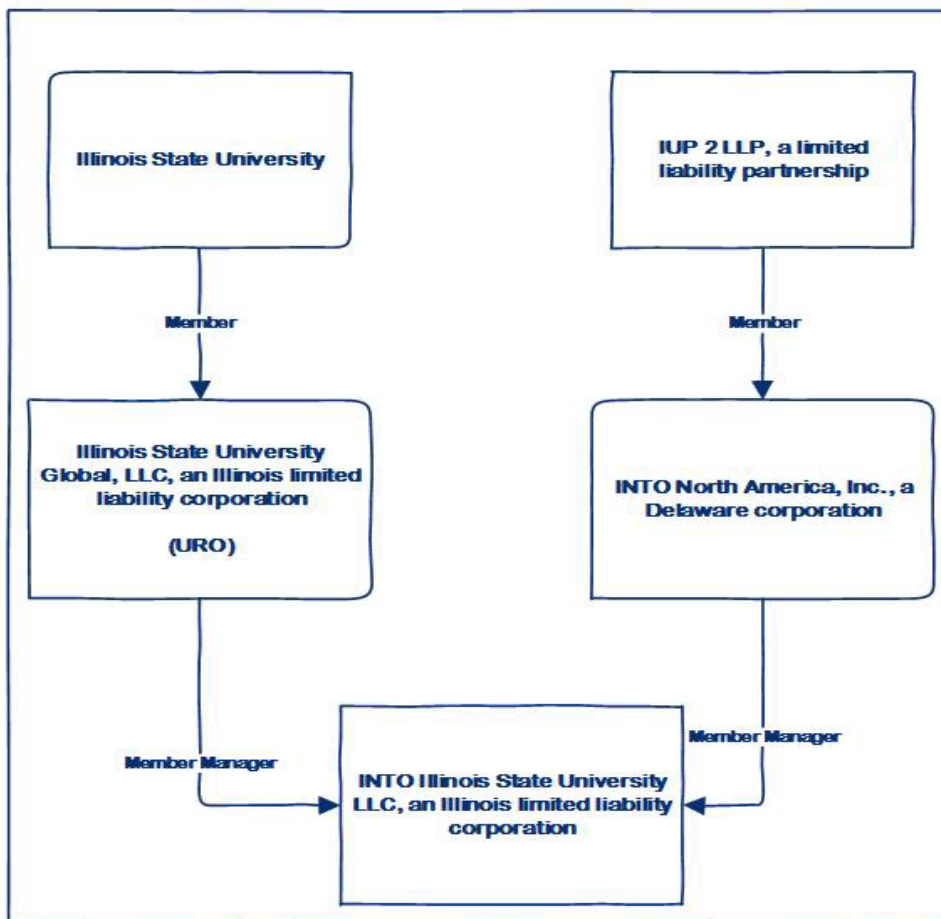 Illinois State University
IUP 2 LLP, a limited
liability partnership
Member
Member
Illinois State University
Global, LLC, an Illinois limited
liability corporation
(URO)
INTO North America, Inc., a
Delaware corporation
Member Manager
Member Manager
INTO Illinois State University
LLC, an Illinois limited liability
corporation